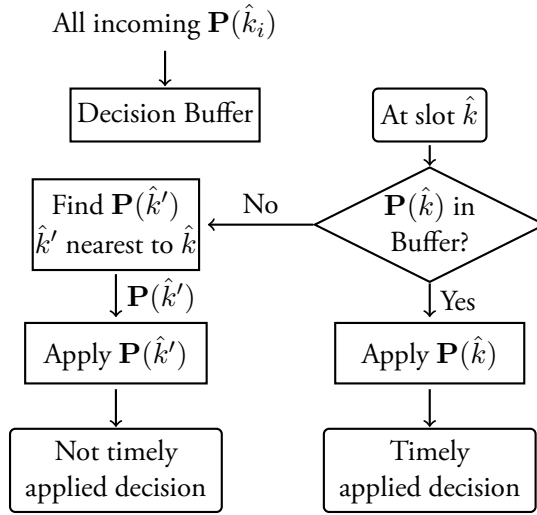 All incoming P(k̂ᵢ)
Decision Buffer
At slot k̂
P(k̂) in
Buffer?
No
Find P(k̂′)
k̂′ nearest to k̂
P(k̂′)
Yes
Apply P(k̂′)
Apply P(k̂)
Not timely
applied decision
Timely
applied decision